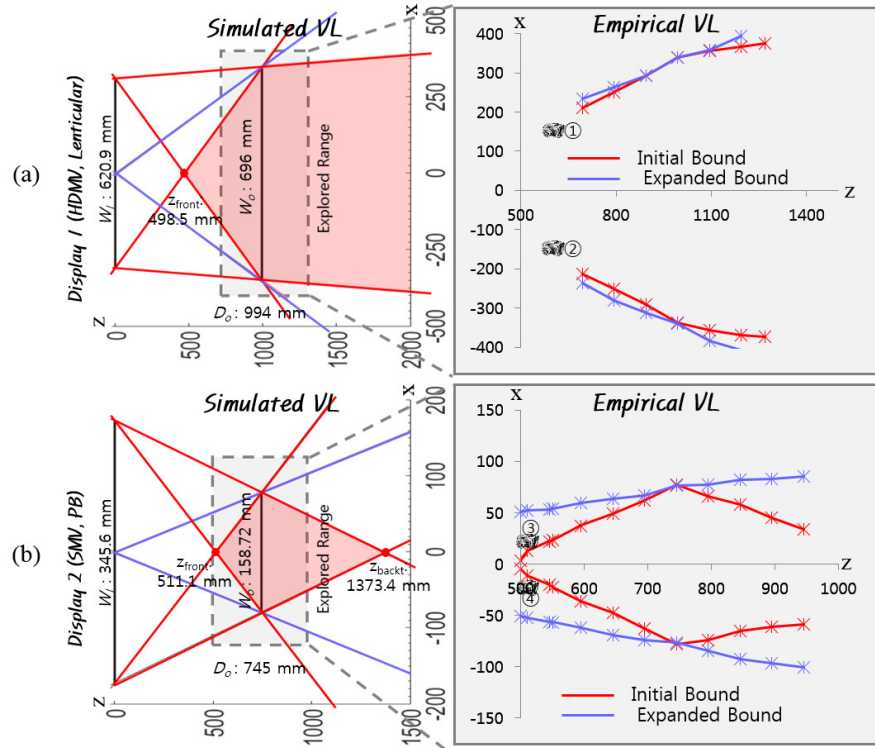 (a)
Display 1 (HDMV, Lenticular)
Simulated VL
x
500
250
0
-250
-500
W_i: 620.9 mm
z_front: 498.5 mm
W_o: 696 mm
Explored Range
D_o: 994 mm
Z
0
500
1000
1500
2000
x
Empirical VL
400
300
200
100
0
-100
-200
-300
-400
500
800
1100
1400
z
①
②
Initial Bound
Expanded Bound
(b)
Display 2 (SMV, PB)
Simulated VL
x
200
100
0
-100
-200
W_i: 345.6 mm
z_front: 511.1 mm
W_o: 158.72 mm
z_backt: 1373.4 mm
Explored Range
D_o: 745 mm
Z
0
500
1000
1500
x
Empirical VL
150
100
50
0
-50
-100
-150
500
600
700
800
900
1000
z
③
④
Initial Bound
Expanded Bound